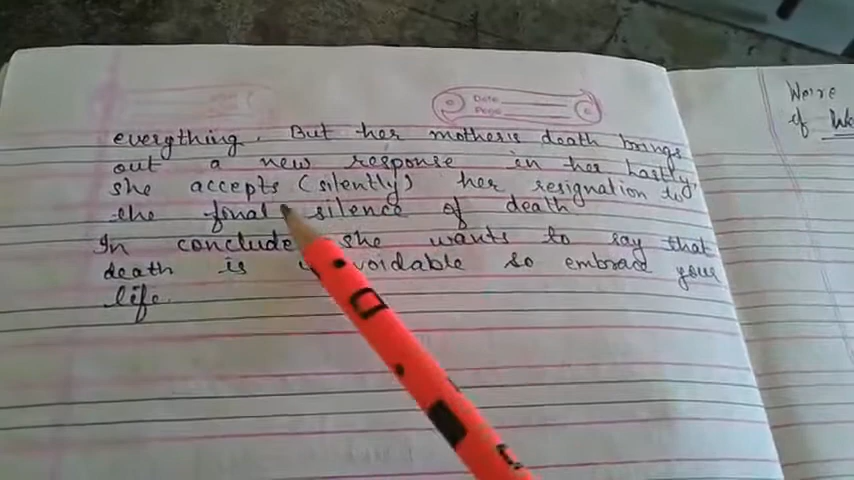 Date
Page
everything. But her mother's death brings
out a new response in her lastly,
she accepts (silently) her resignation to
the final silence of death
In conclude she wants to say that
death is voidable so embrace your
life.
We're
of